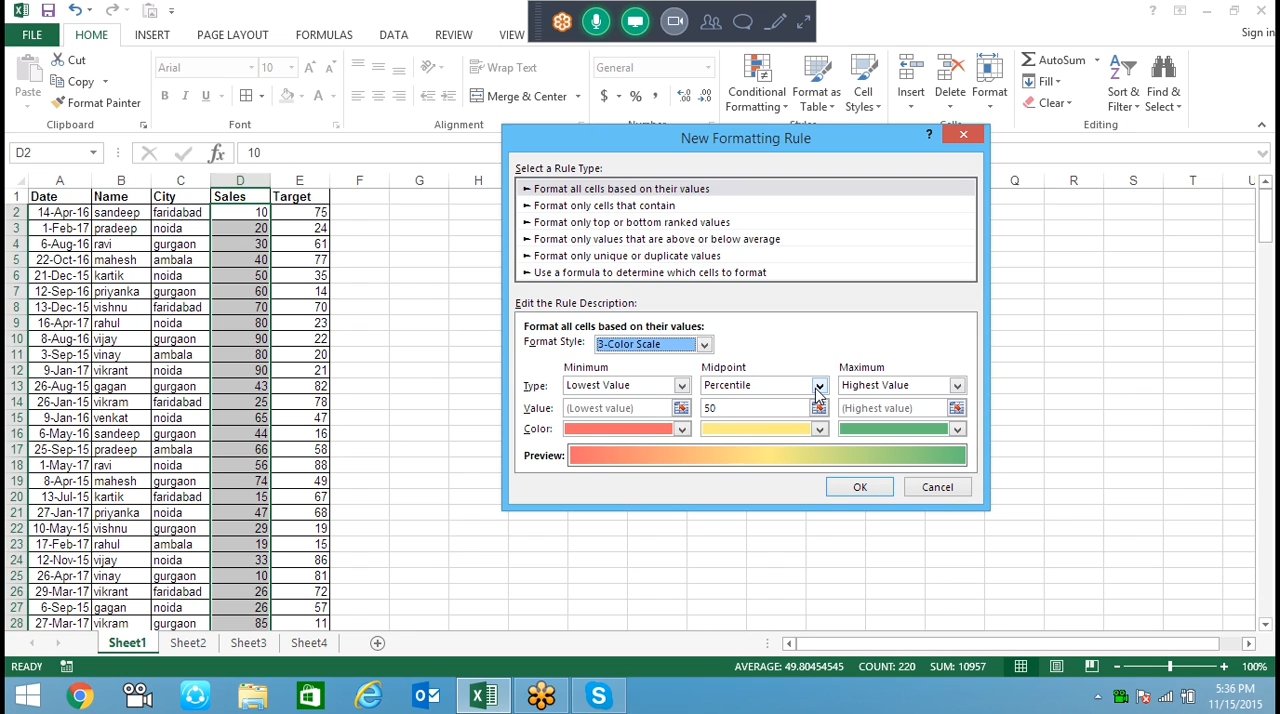 Sign in
FILE HOME INSERT PAGE LAYOUT FORMULAS DATA REVIEW VIEW
Cut
Copy
Format Painter
Paste
Clipboard
Arial 10
B I U
Font
Wrap Text
Merge & Center
Alignment
General
$ % ,
Conditional Formatting
Format as Table
Cell Styles
Insert Delete Format
AutoSum
Fill
Clear
Sort & Filter
Find & Select
Editing
D2 fx 10
A B C D E F G H Q R S T U
1 Date Name City Sales Target
2 14-Apr-16 sandeep faridabad 10 75
3 1-Feb-17 pradeep noida 20 24
4 6-Aug-16 ravi gurgaon 30 61
5 22-Oct-16 mahesh ambala 40 77
6 21-Dec-16 kartik noida 50 35
7 12-Sep-16 priyanka gurgaon 60 14
8 13-Dec-15 vishnu faridabad 70 70
9 16-Apr-17 rahul noida 80 23
10 8-Aug-16 vijay gurgaon 90 22
11 3-Sep-15 vinay ambala 80 20
12 9-Jan-17 vikrant noida 90 21
13 26-Aug-15 gagan gurgaon 43 82
14 28-Jan-15 vikram faridabad 25 78
15 9-Jan-16 venkat noida 65 47
16 6-May-16 sandeep gurgaon 44 16
17 25-Sep-15 pradeep ambala 66 58
18 1-May-17 ravi noida 56 88
19 8-Apr-15 mahesh gurgaon 74 49
20 13-Jul-15 kartik faridabad 15 67
21 27-Jan-17 priyanka noida 47 68
22 10-May-15 vishnu gurgaon 29 19
23 17-Feb-17 rahul ambala 19 15
24 12-Nov-15 vijay noida 33 86
25 26-Apr-17 vinay gurgaon 10 81
26 29-Mar-17 vikrant faridabad 26 72
27 6-Sep-15 gagan noida 26 57
28 27-Mar-17 vikram gurgaon 85 11
New Formatting Rule
Select a Rule Type:
► Format all cells based on their values
► Format only cells that contain
► Format only top or bottom ranked values
► Format only values that are above or below average
► Format only unique or duplicate values
► Use a formula to determine which cells to format
Edit the Rule Description:
Format all cells based on their values:
Format Style: 3-Color Scale
Minimum Midpoint Maximum
Type: Lowest Value Percentile Highest Value
Value: (Lowest value) 50 (Highest value)
Color:
Preview:
OK Cancel
Sheet1 Sheet2 Sheet3 Sheet4
READY AVERAGE: 49.80454545 COUNT: 220 SUM: 10957 100%
5:36 PM
11/15/2015